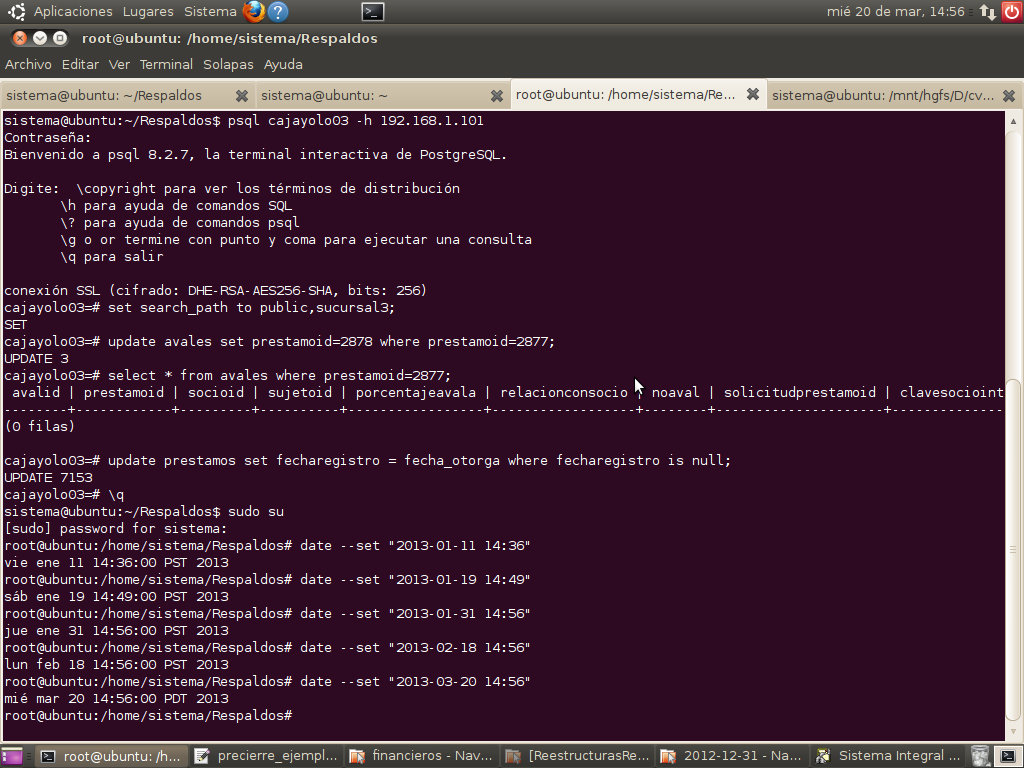 Aplicaciones Lugares Sistema ? mié 20 de mar, 14:56
root@ubuntu: /home/sistema/Respaldos
Archivo Editar Ver Terminal Solapas Ayuda
sistema@ubuntu: ~/Respaldos sistema@ubuntu: ~ root@ubuntu: /home/sistema/Re... sistema@ubuntu: /mnt/hgfs/D/cv...
sistema@ubuntu:~/Respaldos$ psql cajayolo03 -h 192.168.1.101
Contraseña:
Bienvenido a psql 8.2.7, la terminal interactiva de PostgreSQL.
Digite:  \copyright para ver los términos de distribución
\h para ayuda de comandos SQL
\? para ayuda de comandos psql
\g o or termine con punto y coma para ejecutar una consulta
\q para salir
conexión SSL (cifrado: DHE-RSA-AES256-SHA, bits: 256)
cajayolo03=# set search_path to public,sucursal3;
SET
cajayolo03=# update avales set prestamoid=2878 where prestamoid=2877;
UPDATE 3
cajayolo03=# select * from avales where prestamoid=2877;
avalid | prestamoid | socioid | sujetoid | porcentajeavala | relacionconsocio | noaval | solicitudprestamoid | clavesocioint
--------+------------+---------+----------+-----------------+------------------+--------+---------------------+--------------
(0 filas)
cajayolo03=# update prestamos set fecharegistro = fecha_otorga where fecharegistro is null;
UPDATE 7153
cajayolo03=# \q
sistema@ubuntu:~/Respaldos$ sudo su
[sudo] password for sistema:
root@ubuntu:/home/sistema/Respaldos# date --set "2013-01-11 14:36"
vie ene 11 14:36:00 PST 2013
root@ubuntu:/home/sistema/Respaldos# date --set "2013-01-19 14:49"
sáb ene 19 14:49:00 PST 2013
root@ubuntu:/home/sistema/Respaldos# date --set "2013-01-31 14:56"
jue ene 31 14:56:00 PST 2013
root@ubuntu:/home/sistema/Respaldos# date --set "2013-02-18 14:56"
lun feb 18 14:56:00 PST 2013
root@ubuntu:/home/sistema/Respaldos# date --set "2013-03-20 14:56"
mié mar 20 14:56:00 PDT 2013
root@ubuntu:/home/sistema/Respaldos#
root@ubuntu: /h... precierre_ejempl... financieros - Nav... [ReestructurasRe... 2012-12-31 - Na... Sistema Integral ...